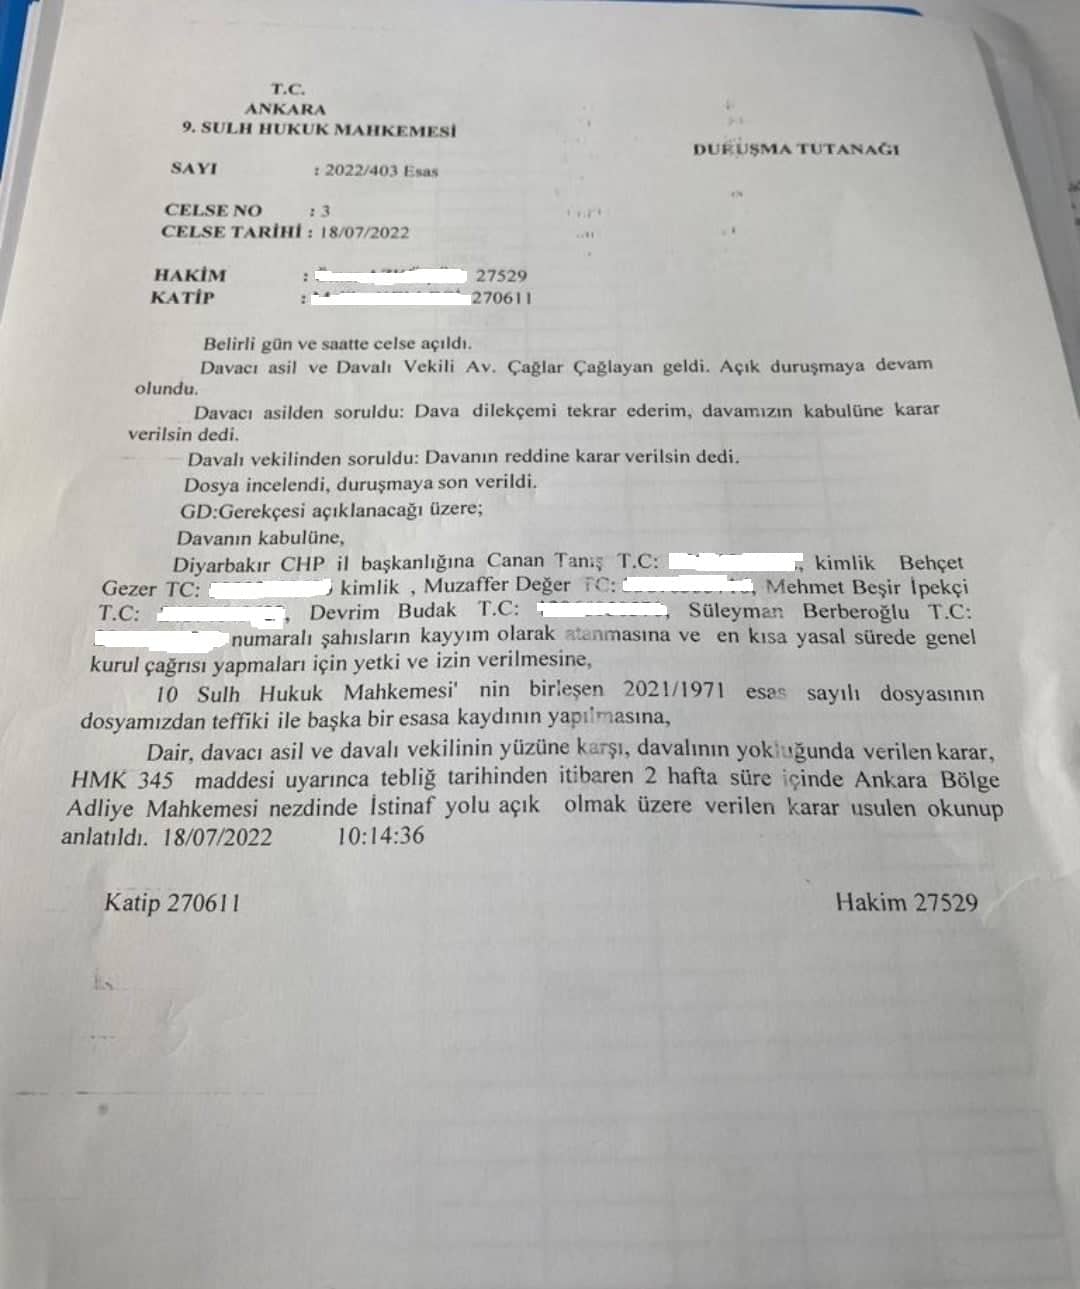 T.C.
ANKARA
9. SULH HUKUK MAHKEMESİ
DURUŞMA TUTANAĞI
SAYI : 2022/403 Esas
CELSE NO : 3
CELSE TARİHİ : 18/07/2022
HAKİM : 27529
KATİP : 270611
Belirli gün ve saatte celse açıldı.
Davacı asil ve Davalı Vekili Av. Çağlar Çağlayan geldi. Açık duruşmaya devam
olundu.
Davacı asilden soruldu: Dava dilekçemi tekrar ederim, davamızın kabulüne karar
verilsin dedi.
Davalı vekilinden soruldu: Davanın reddine karar verilsin dedi.
Dosya incelendi, duruşmaya son verildi.
GD:Gerekçesi açıklanacağı üzere;
Davanın kabulüne,
Diyarbakır CHP il başkanlığına Canan Tanış T.C: , kimlik Behçet
Gezer TC: kimlik , Muzaffer Değer TC: , Mehmet Beşir İpekçi
T.C: , Devrim Budak T.C: , Süleyman Berberoğlu T.C:
numaralı şahısların kayyım olarak atanmasına ve en kısa yasal sürede genel
kurul çağrısı yapmaları için yetki ve izin verilmesine,
10 Sulh Hukuk Mahkemesi' nin birleşen 2021/1971 esas sayılı dosyasının
dosyamızdan teffiki ile başka bir esasa kaydının yapılmasına,
Dair, davacı asil ve davalı vekilinin yüzüne karşı, davalının yokluğunda verilen karar,
HMK 345 maddesi uyarınca tebliğ tarihinden itibaren 2 hafta süre içinde Ankara Bölge
Adliye Mahkemesi nezdinde İstinaf yolu açık olmak üzere verilen karar usulen okunup
anlatıldı. 18/07/2022 10:14:36
Katip 270611 Hakim 27529